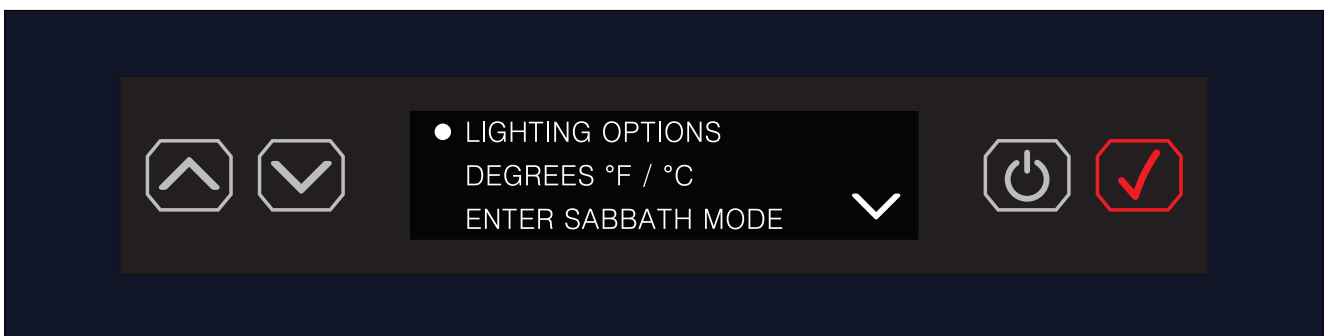 LIGHTING OPTIONS
DEGREES °F / °C
ENTER SABBATH MODE